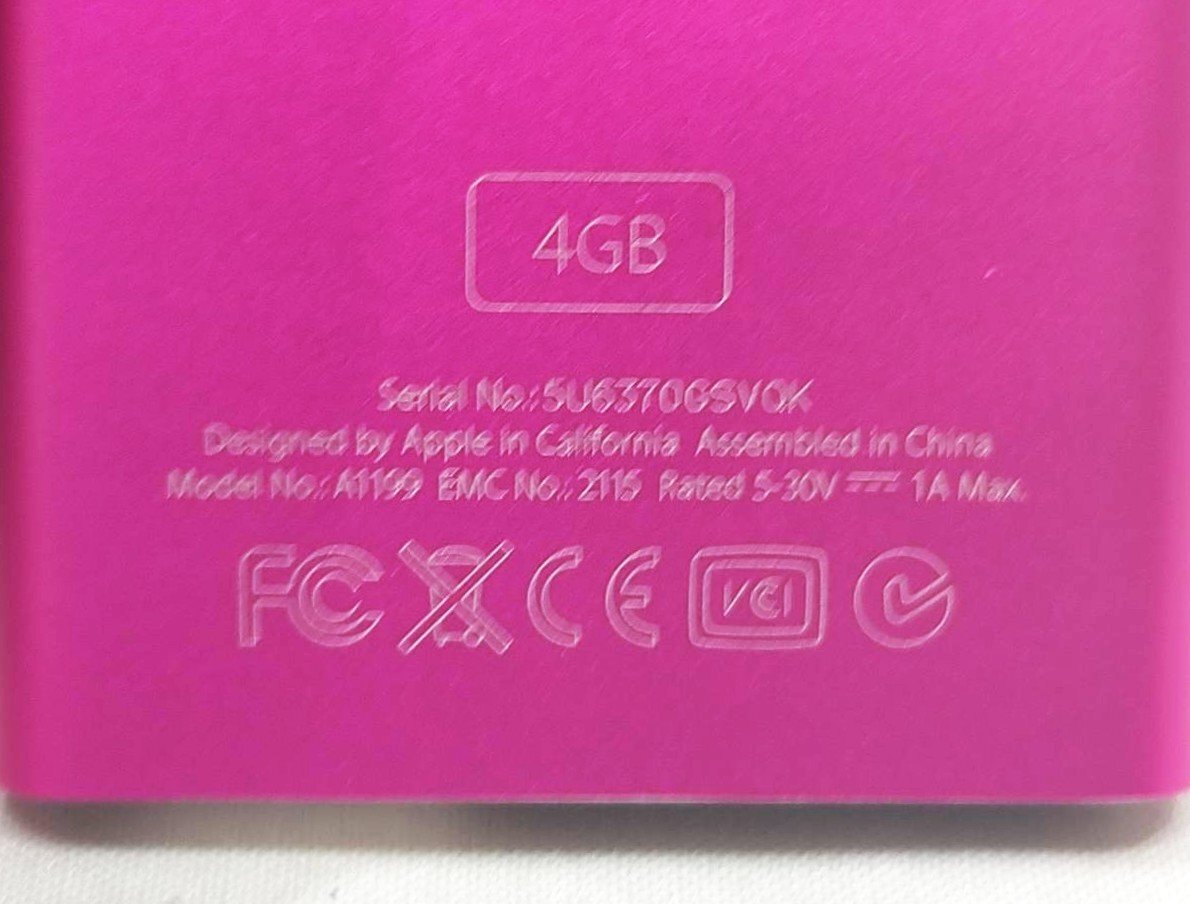 4GB
Serial No.: 5U6370GSV0K
Designed by Apple in California Assembled in China
Model No.: A1199 EMC No.: 2115 Rated 5-30V ⎓ 1A Max.
FC CE VCI